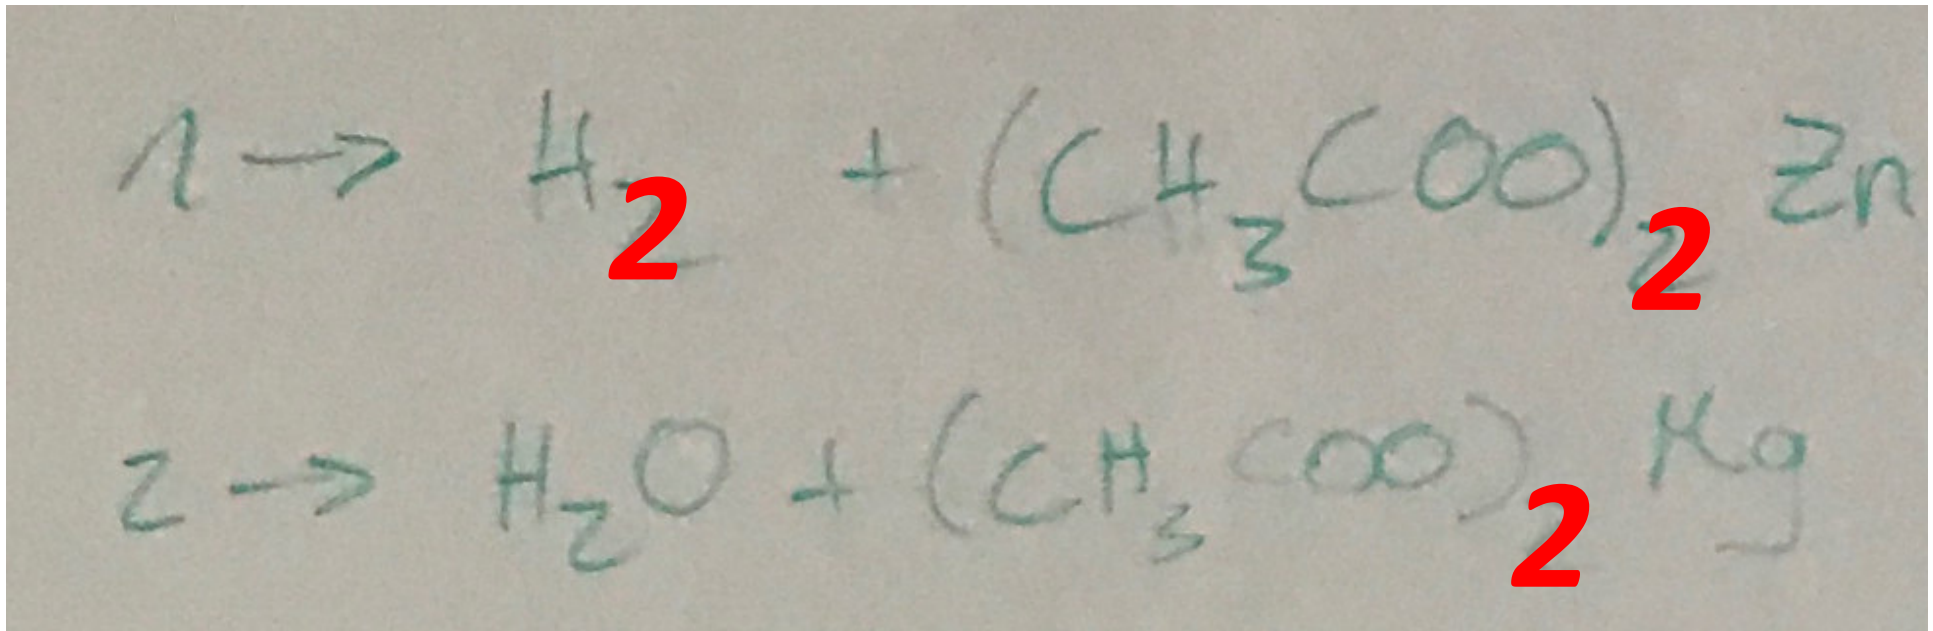 1 → H2 + (CH3COO)2 Zn
2 → H2O + (CH3COO)2 Mg